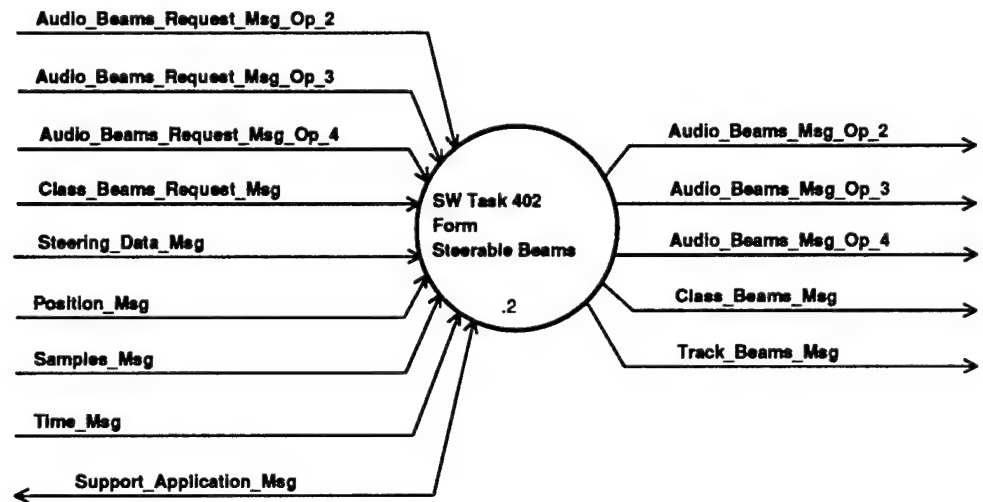 Audio_Beams_Request_Msg_Op_2
Audio_Beams_Request_Msg_Op_3
Audio_Beams_Request_Msg_Op_4
Class_Beams_Request_Msg
Steering_Data_Msg
Position_Msg
Samples_Msg
Time_Msg
Support_Application_Msg
SW Task 402
Form
Steerable Beams
.2
Audio_Beams_Msg_Op_2
Audio_Beams_Msg_Op_3
Audio_Beams_Msg_Op_4
Class_Beams_Msg
Track_Beams_Msg